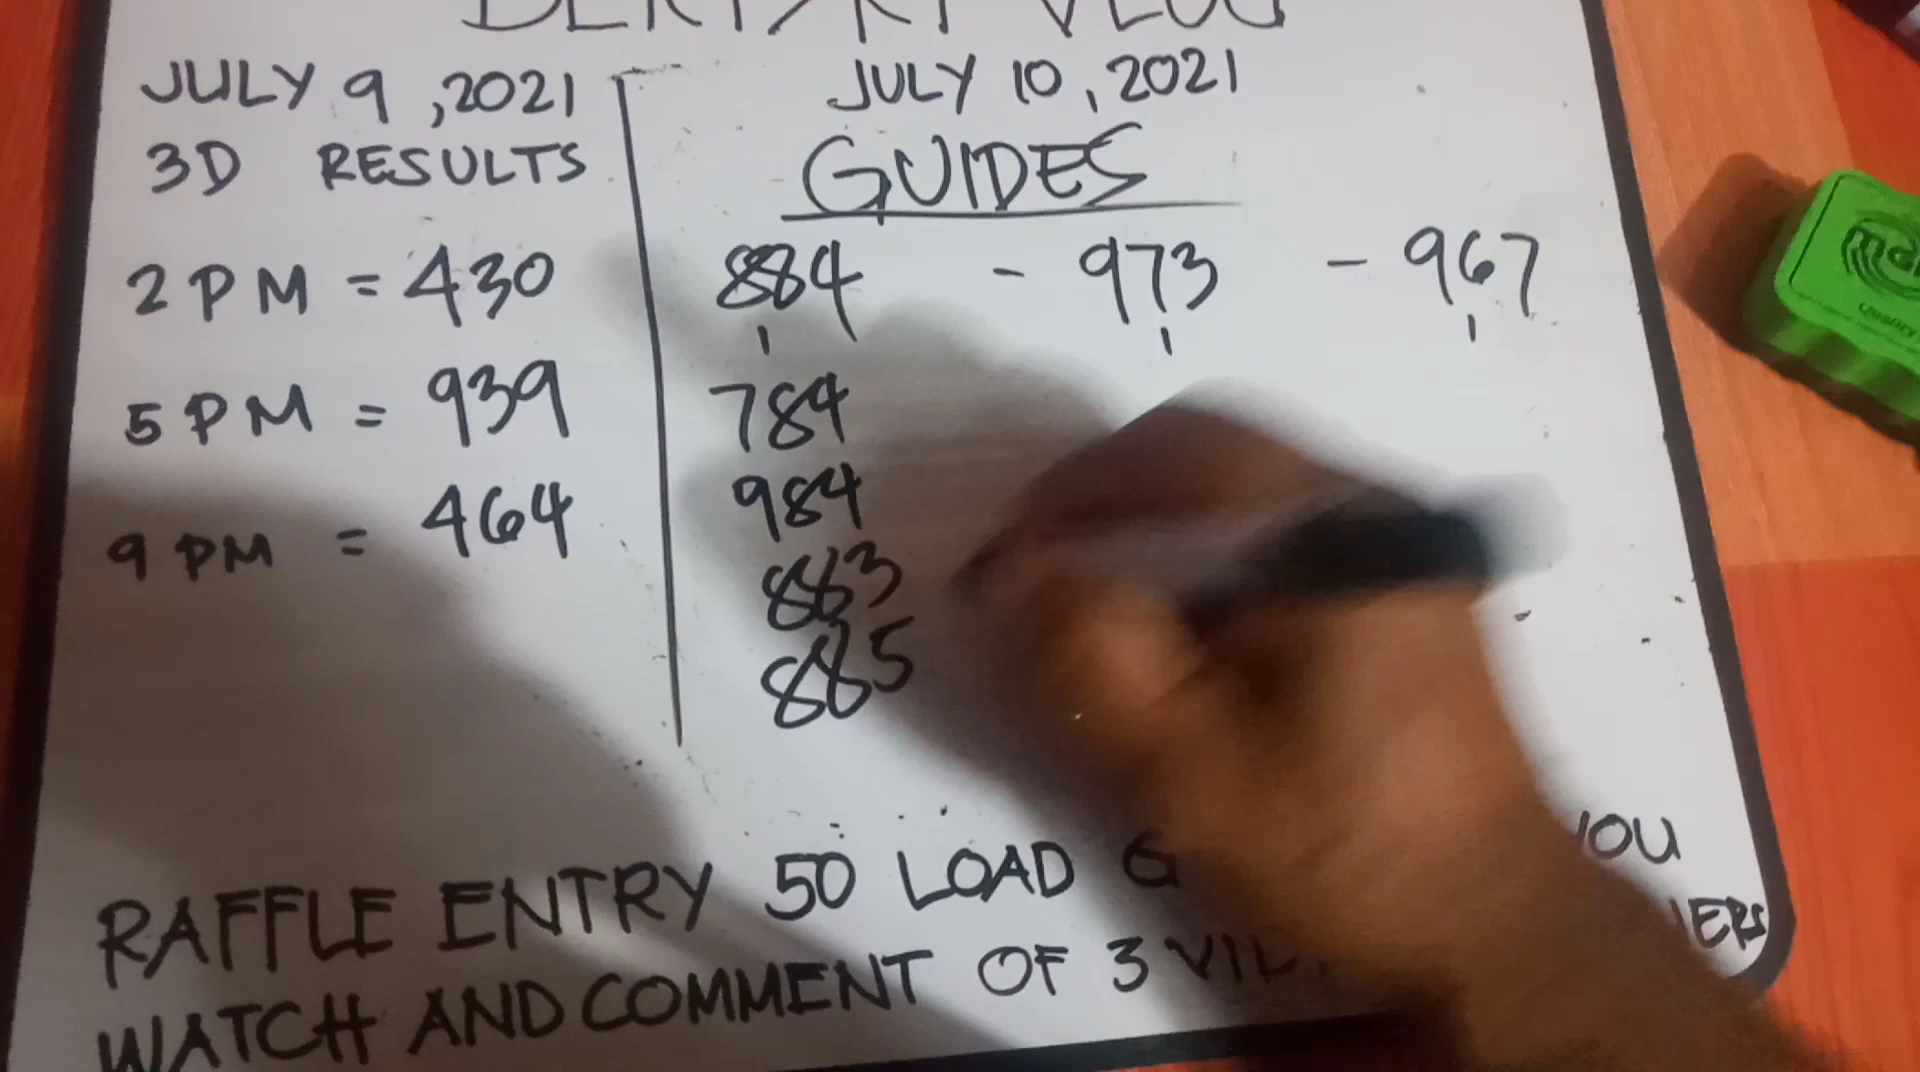 JULY 9, 2021
3D RESULTS
2 PM = 430
5 PM = 939
9 PM = 464
JULY 10, 2021
GUIDES
884 - 973 - 967
784
984
883
885
RAFFLE ENTRY 50 LOAD
WATCH AND COMMENT OF 3